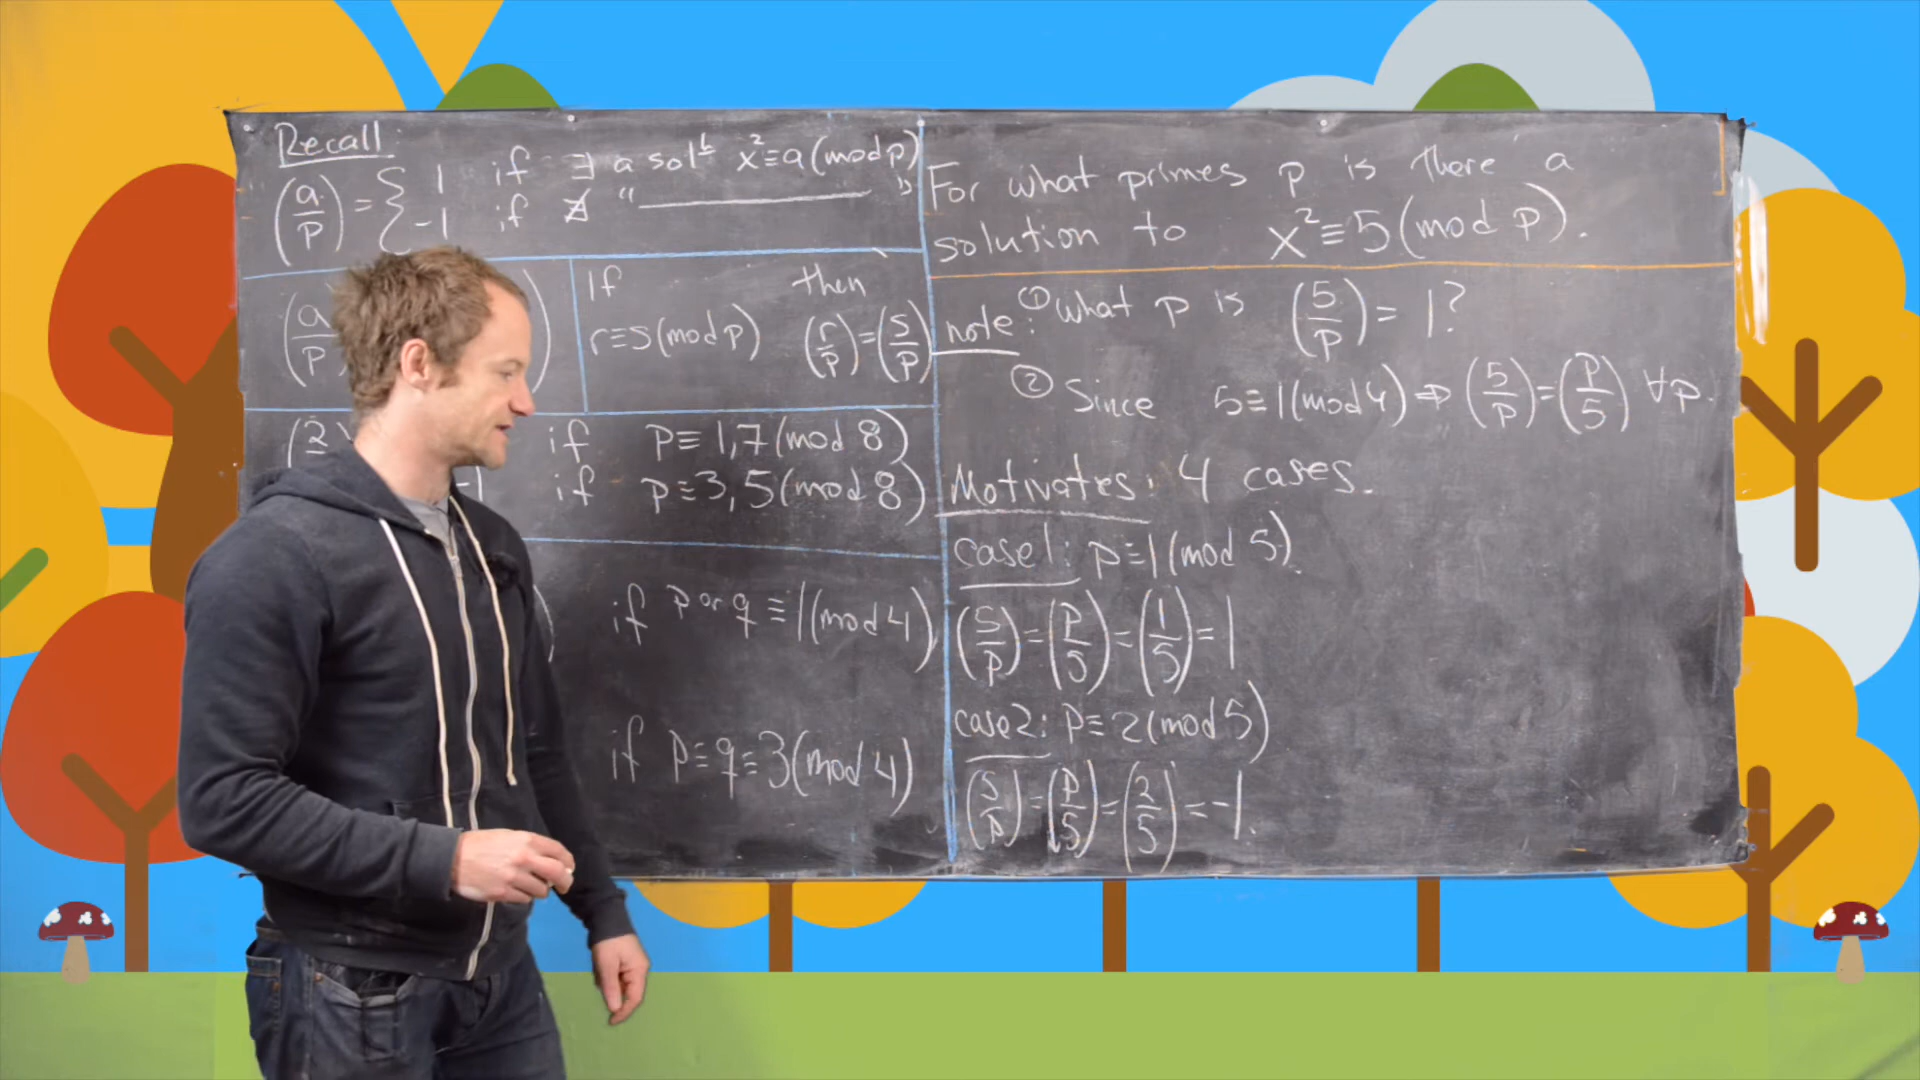 Recall:
(a/p) = { 1 if ∃ a solⁿ x² ≡ a (mod p)
-1 if ∄ " ———— "
(a/p )
If then
r ≡ s (mod p) (r/p) = (s/p)
(2
if p ≡ 1, 7 (mod 8)
-1 if p ≡ 3, 5 (mod 8)
if p or q ≡ 1 (mod 4)
if p ≡ q ≡ 3 (mod 4)
For what primes p is there a
solution to x² ≡ 5 (mod p).
note: ① what p is (5/p) = 1?
② Since 5 ≡ 1 (mod 4) ⇒ (5/p) = (p/5) ∀p.
Motivates: 4 cases.
case 1: p ≡ 1 (mod 5).
(5/p) = (p/5) = (1/5) = 1
case 2: p ≡ 2 (mod 5)
(5/p) = (p/5) = (2/5) = -1.